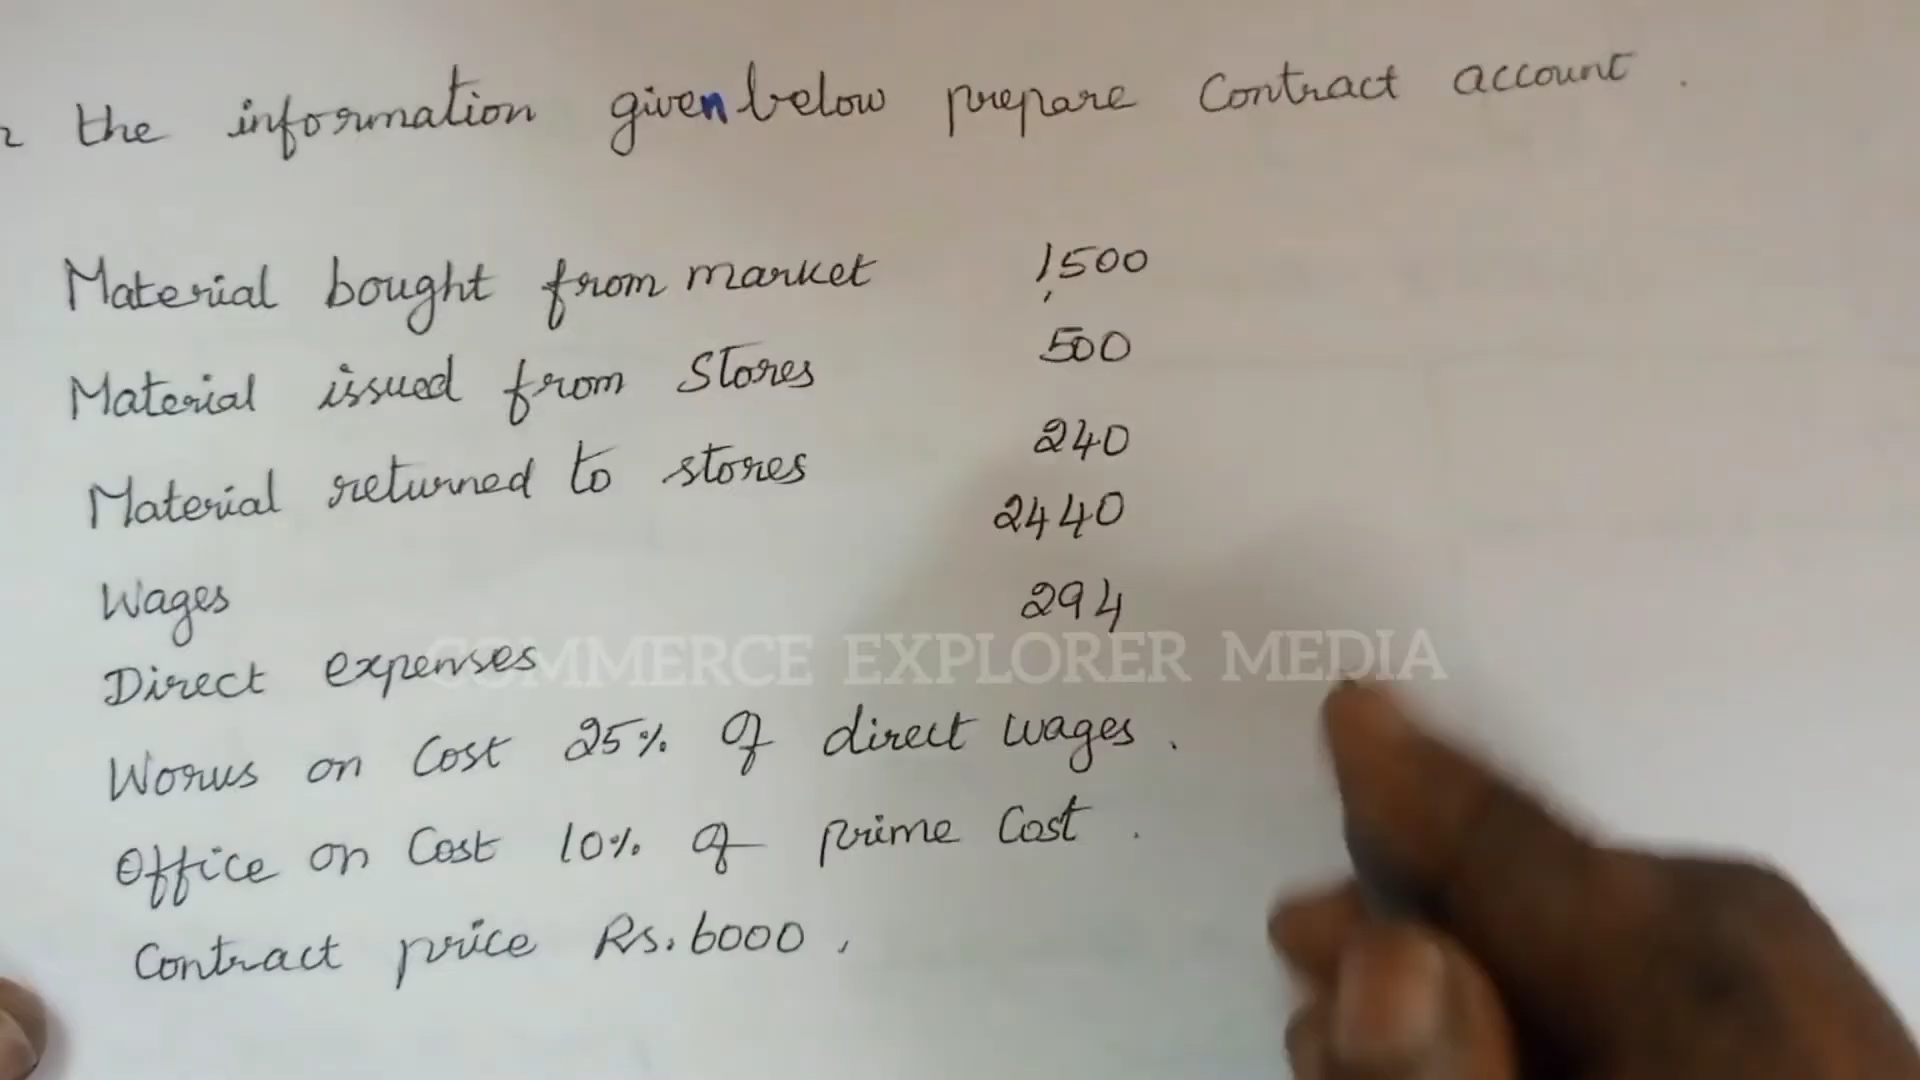 the information given below prepare Contract account.
Material bought from market 1,500
Material issued from Stores 500
Material returned to stores 240
Wages 2440
Direct expenses 294
COMMERCE EXPLORER MEDIA
Works on Cost 25% of direct wages.
Office on Cost 10% of prime Cost.
Contract price Rs. 6000.